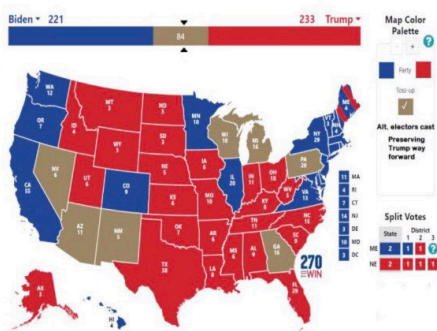 Biden 221
233 Trump
84
Map Color
Palette
- +
?
Party
Toss-up
✓
Alt. electors cast
Preserving
Trump way
forward
WA
12
OR
7
CA
55
NV
6
ID
4
MT
3
WY
3
UT
6
AZ
11
CO
9
NM
5
ND
3
SD
3
NE
5
KS
6
OK
7
TX
38
MN
10
IA
6
MO
10
AR
6
LA
8
WI
10
IL
20
MI
16
IN
11
OH
18
KY
8
TN
11
MS
6
AL
9
GA
16
FL
29
SC
9
NC
15
VA
13
WV
5
PA
20
NY
29
VT
3
ME
4
AK
3
HI
4
11 MA
4 RI
7 CT
14 NJ
3 DE
10 MD
3 DC
270
TO WIN
Split Votes
State District
1 2 3
ME 2 1 1 ?
NE 2 1 1 1